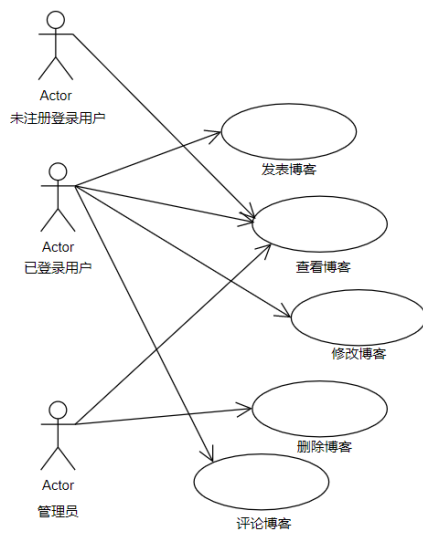 Actor
未注册登录用户
发表博客
Actor
已登录用户
查看博客
修改博客
删除博客
Actor
管理员
评论博客